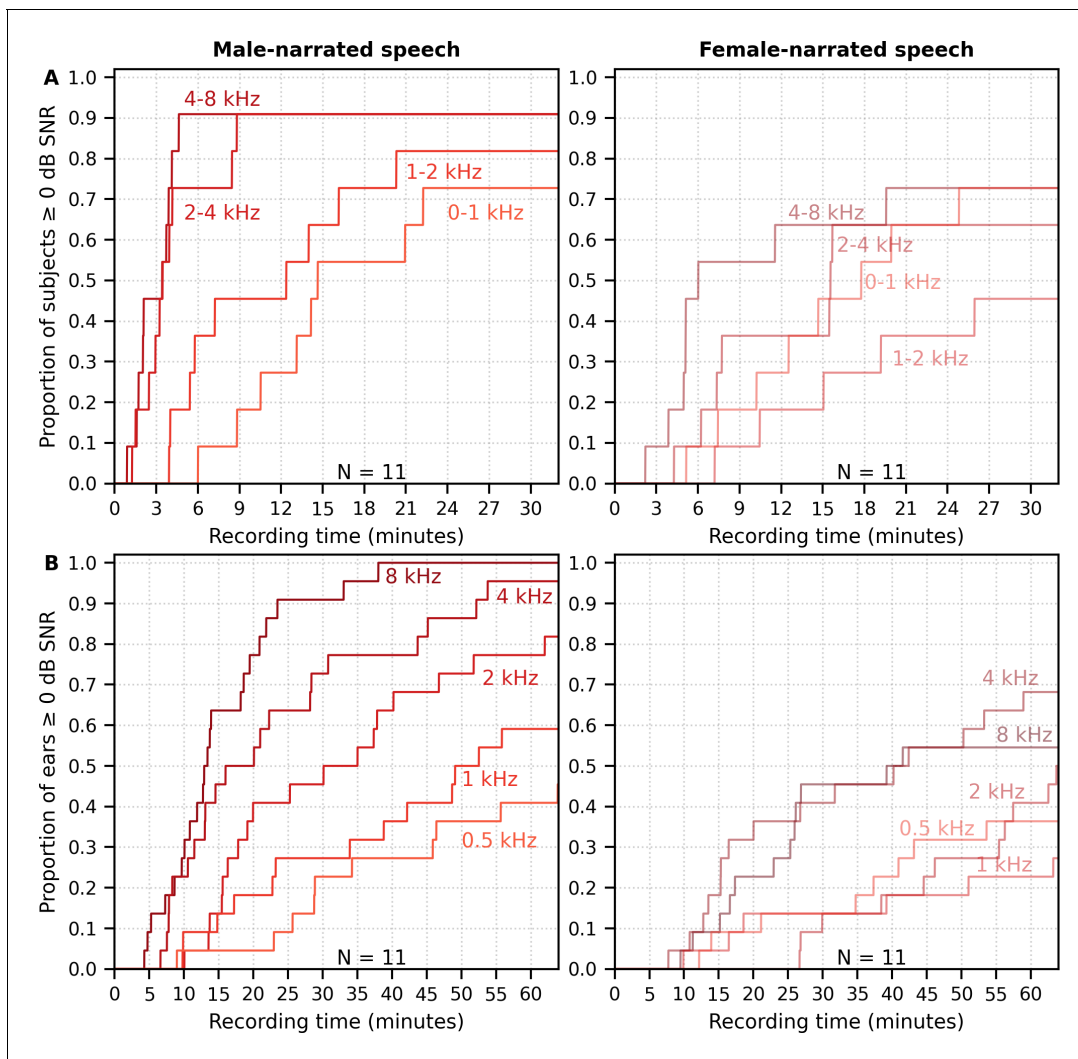 Male-narrated speech
Female-narrated speech
A
Proportion of subjects ≥ 0 dB SNR
1.0
0.9
0.8
0.7
0.6
0.5
0.4
0.3
0.2
0.1
0.0
4-8 kHz
2-4 kHz
1-2 kHz
0-1 kHz
N = 11
0 3 6 9 12 15 18 21 24 27 30
Recording time (minutes)
1.0
0.9
0.8
0.7
0.6
0.5
0.4
0.3
0.2
0.1
0.0
4-8 kHz
2-4 kHz
0-1 kHz
1-2 kHz
N = 11
0 3 6 9 12 15 18 21 24 27 30
Recording time (minutes)
B
Proportion of ears ≥ 0 dB SNR
1.0
0.9
0.8
0.7
0.6
0.5
0.4
0.3
0.2
0.1
0.0
8 kHz
4 kHz
2 kHz
1 kHz
0.5 kHz
N = 11
0 5 10 15 20 25 30 35 40 45 50 55 60
Recording time (minutes)
1.0
0.9
0.8
0.7
0.6
0.5
0.4
0.3
0.2
0.1
0.0
4 kHz
8 kHz
2 kHz
0.5 kHz
1 kHz
N = 11
0 5 10 15 20 25 30 35 40 45 50 55 60
Recording time (minutes)